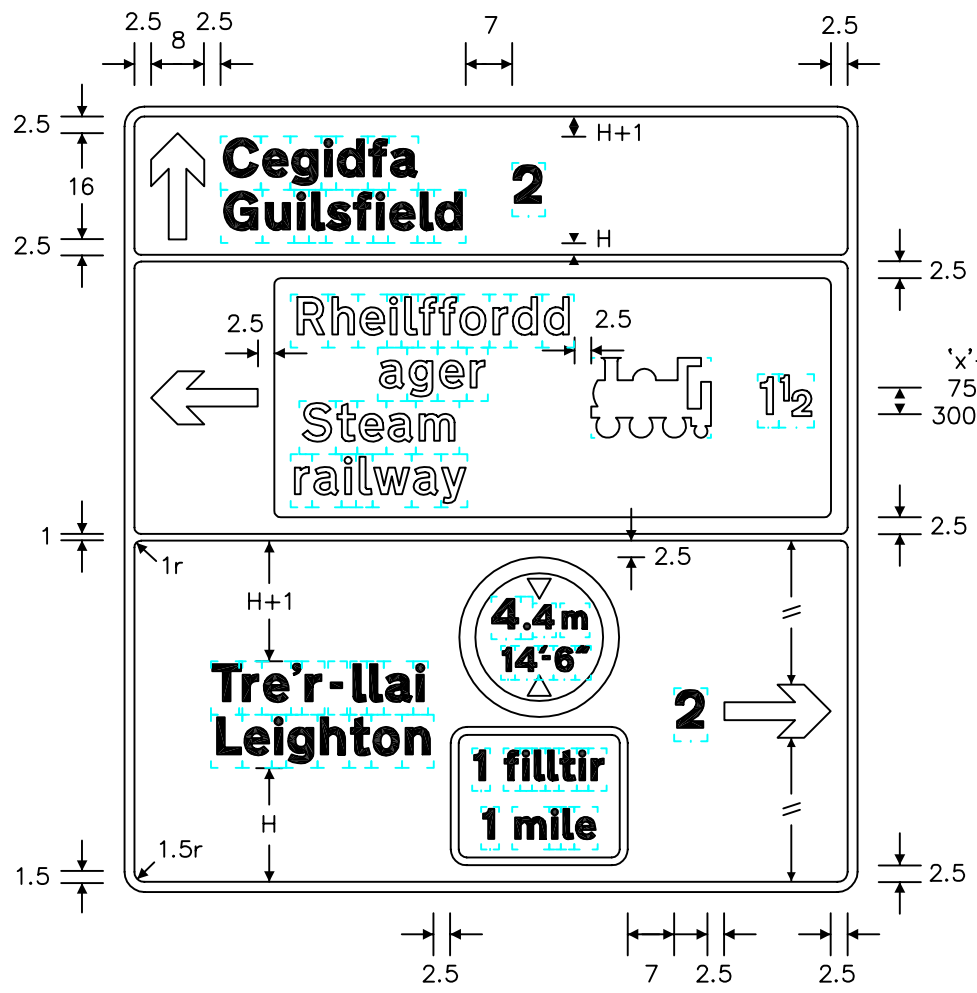 2.5 2.5 7 2.5
8
2.5 Cegidfa H+1
16 Guilsfield 2
2.5 H
2.5
2.5 Rheilffordd 2.5
ager
'x'-
75
300
Steam 1 1/2
railway
2.5
1
1r 2.5
H+1
4.4m
14'-6"
Tre'r-llai
Leighton 2
1 filltir
H 1 mile
1.5r
1.5 2.5
2.5 7 2.5 2.5